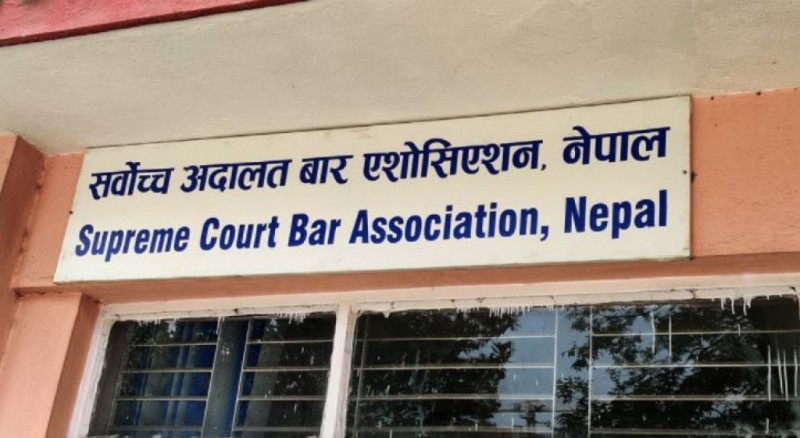 सर्वोच्च अदालत बार एशोसिएशन, नेपाल
Supreme Court Bar Association, Nepal